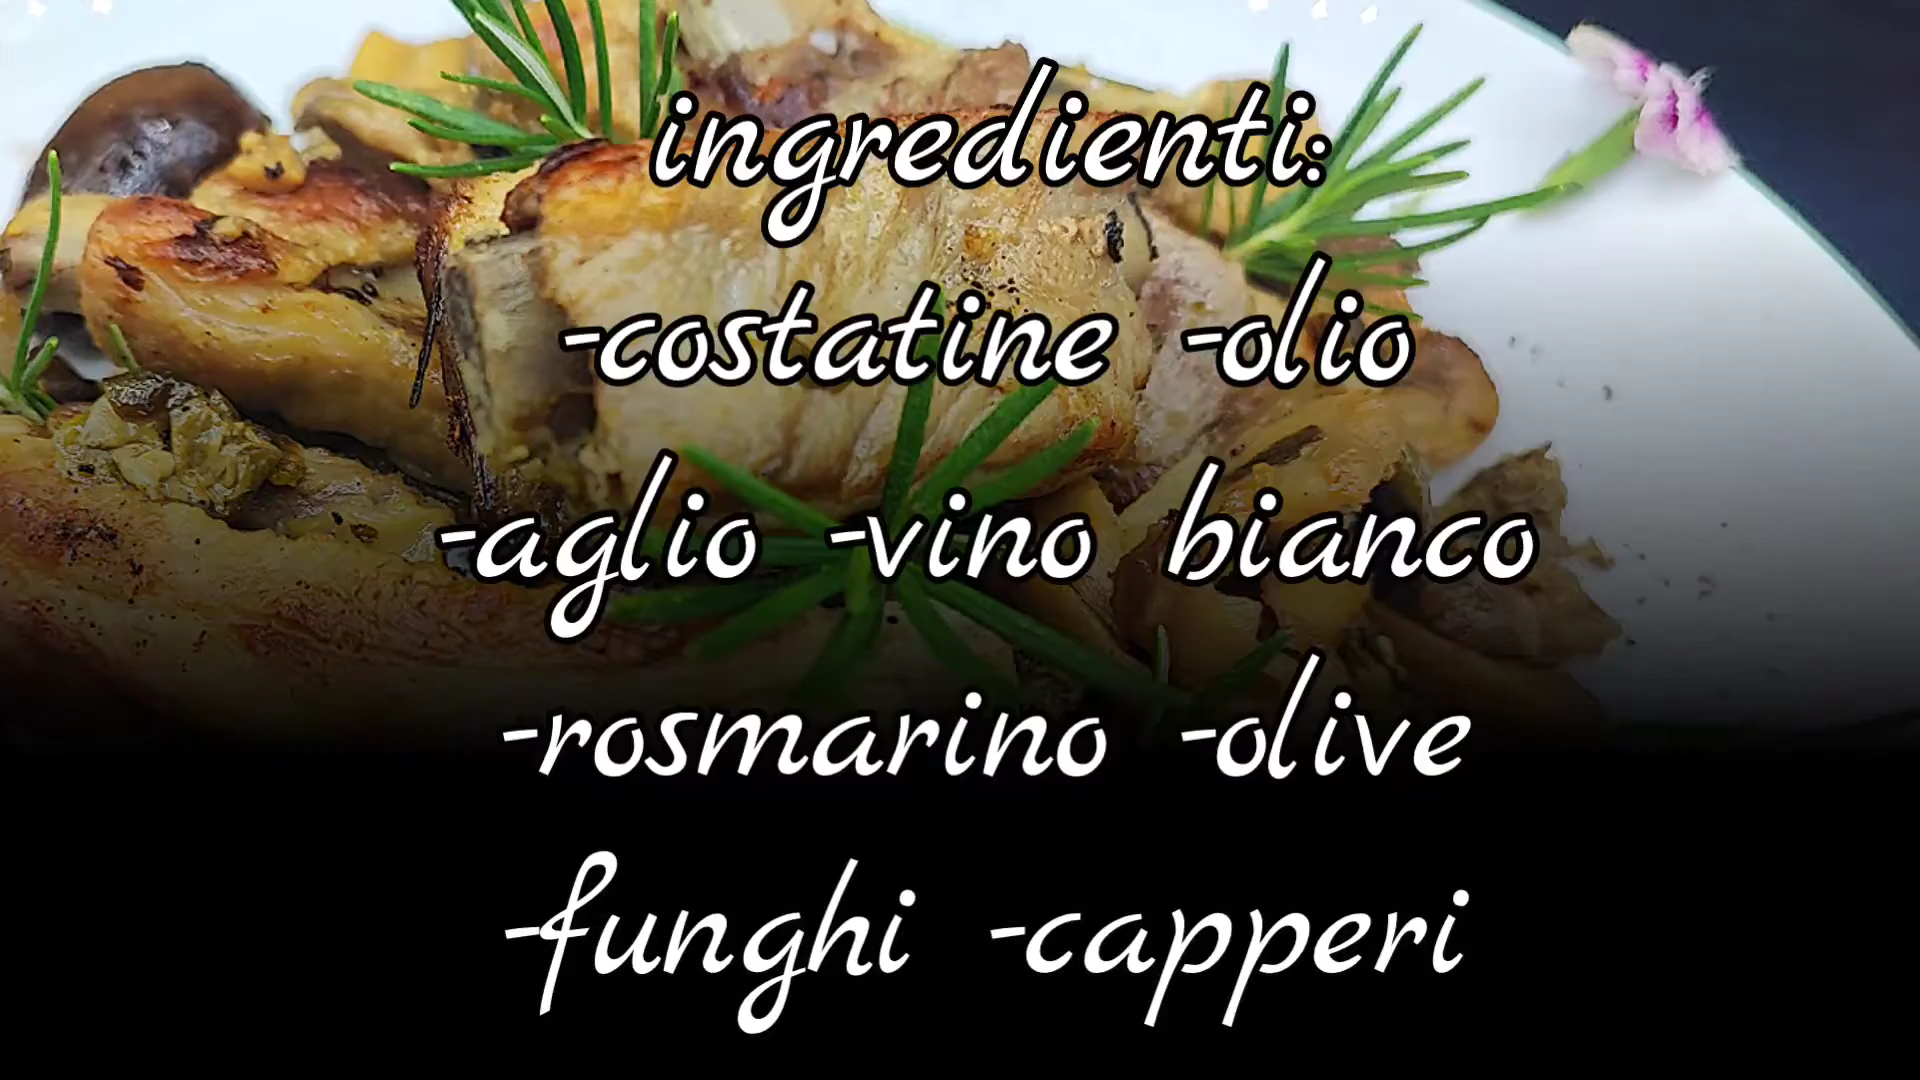 ingredienti:
-costatine -olio
-aglio -vino bianco
-rosmarino -olive
-funghi -capperi